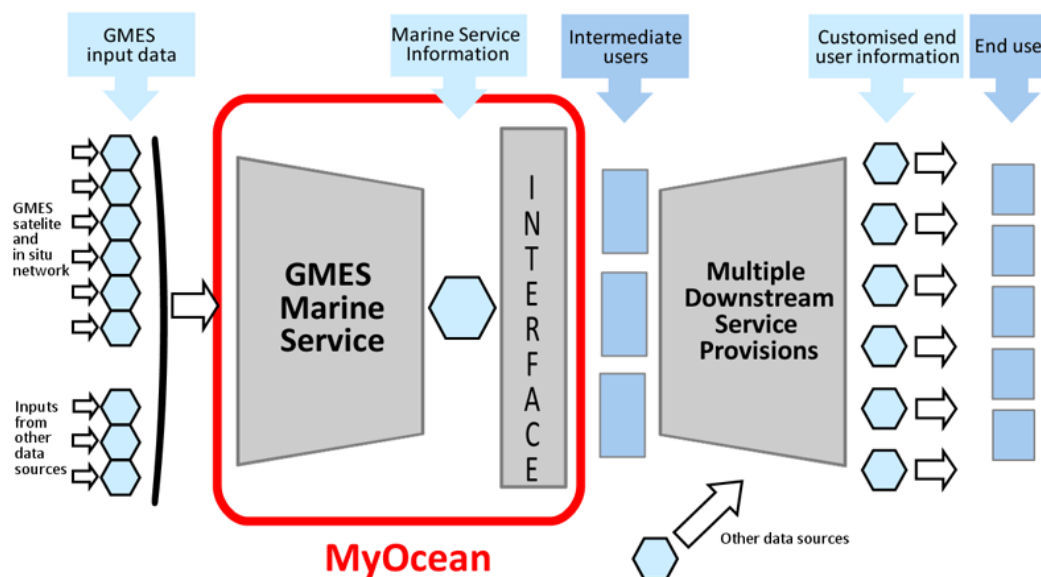 GMES
input data
Marine Service
Information
Intermediate
users
Customised end
user information
End use
GMES
satelite
and
in situ
network
Inputs
from
other
data
sources
GMES
Marine
Service
I
N
T
E
R
F
A
C
E
Multiple
Downstream
Service
Provisions
Other data sources
MyOcean